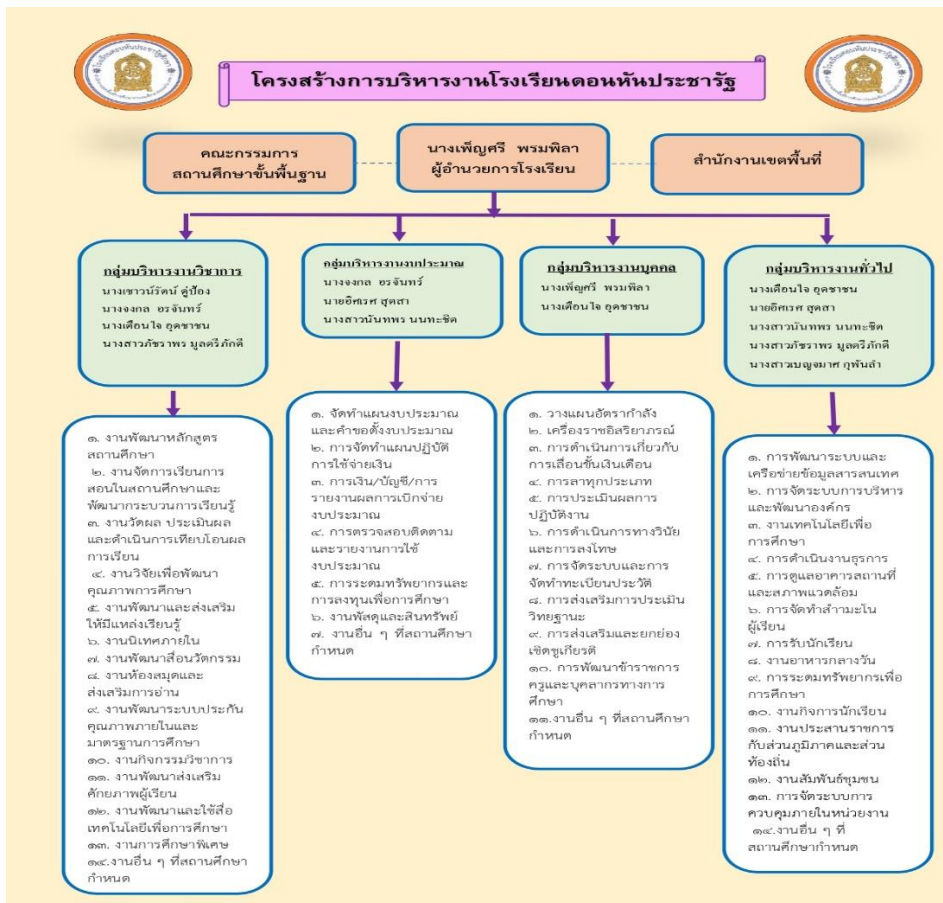 โครงสร้างการบริหารงานโรงเรียนดอนหันประชารัฐ
คณะกรรมการ
สถานศึกษาขั้นพื้นฐาน
นางเพ็ญศรี พรมพิลา
ผู้อำนวยการโรงเรียน
สำนักงานเขตพื้นที่
กลุ่มบริหารงานวิชาการ
นางเชาวน์รัตน์ คู่ป้อง
นางจงกล อรจันทร์
นางเตือนใจ อุดชาชน
นางสาวภัชราพร มูลตรีภักดี
กลุ่มบริหารงานงบประมาณ
นางจงกล อรจันทร์
นายอิศเรศ สุดสา
นางสาวนันทพร นนทะชิต
กลุ่มบริหารงานบุคคล
นางเพ็ญศรี พรมพิลา
นางเตือนใจ อุดชาชน
กลุ่มบริหารงานทั่วไป
นางเตือนใจ อุดชาชน
นายอิศเรศ สุดสา
นางสาวนันทพร นนทะชิต
นางสาวภัชราพร มูลตรีภักดี
นางสาวเบญจมาศ กุพันลำ
๑. งานพัฒนาหลักสูตร
สถานศึกษา
๒. งานจัดการเรียนการ
สอนในสถานศึกษาและ
พัฒนากระบวนการเรียนรู้
๓. งานวัดผล ประเมินผล
และดำเนินการเทียบโอนผล
การเรียน
๔. งานวิจัยเพื่อพัฒนา
คุณภาพการศึกษา
๕. งานพัฒนาและส่งเสริม
ให้มีแหล่งเรียนรู้
๖. งานนิเทศภายใน
๗. งานพัฒนาสื่อนวัตกรรม
๘. งานห้องสมุดและ
ส่งเสริมการอ่าน
๙. งานพัฒนาระบบประกัน
คุณภาพภายในและ
มาตรฐานการศึกษา
๑๐. งานกิจกรรมวิชาการ
๑๑. งานพัฒนาส่งเสริม
ศักยภาพผู้เรียน
๑๒. งานพัฒนาและใช้สื่อ
เทคโนโลยีเพื่อการศึกษา
๑๓. งานการศึกษาพิเศษ
๑๔.งานอื่น ๆ ที่สถานศึกษา
กำหนด
๑. จัดทำแผนงบประมาณ
และคำขอตั้งงบประมาณ
๒. การจัดทำแผนปฏิบัติ
การใช้จ่ายเงิน
๓. การเงิน/บัญชี/การ
รายงานผลการเบิกจ่าย
งบประมาณ
๔. การตรวจสอบติดตาม
และรายงานการใช้
งบประมาณ
๕. การระดมทรัพยากรและ
การลงทุนเพื่อการศึกษา
๖. งานพัสดุและสินทรัพย์
๗. งานอื่น ๆ ที่สถานศึกษา
กำหนด
๑. วางแผนอัตรากำลัง
๒. เครื่องราชอิสริยาภรณ์
๓. การดำเนินการเกี่ยวกับ
การเลื่อนขั้นเงินเดือน
๔. การลาทุกประเภท
๕. การประเมินผลการ
ปฏิบัติงาน
๖. การดำเนินการทางวินัย
และการลงโทษ
๗. การจัดระบบและการ
จัดทำทะเบียนประวัติ
๘. การส่งเสริมการประเมิน
วิทยฐานะ
๙. การส่งเสริมและยกย่อง
เชิดชูเกียรติ
๑๐. การพัฒนาข้าราชการ
ครูและบุคลากรทางการ
ศึกษา
๑๑.งานอื่น ๆ ที่สถานศึกษา
กำหนด
๑. การพัฒนาระบบและ
เครือข่ายข้อมูลสารสนเทศ
๒. การจัดระบบการบริหาร
และพัฒนาองค์กร
๓. งานเทคโนโลยีเพื่อ
การศึกษา
๔. การดำเนินงานธุรการ
๕. การดูแลอาคารสถานที่
และสภาพแวดล้อม
๖. การจัดทำสำามะโน
ผู้เรียน
๗. การรับนักเรียน
๘. งานอาหารกลางวัน
๙. การระดมทรัพยากรเพื่อ
การศึกษา
๑๐. งานกิจการนักเรียน
๑๑. งานประสานราชการ
กับส่วนภูมิภาคและส่วน
ท้องถิ่น
๑๒. งานสัมพันธ์ชุมชน
๑๓. การจัดระบบการ
ควบคุมภายในหน่วยงาน
๑๔.งานอื่น ๆ ที่
สถานศึกษากำหนด